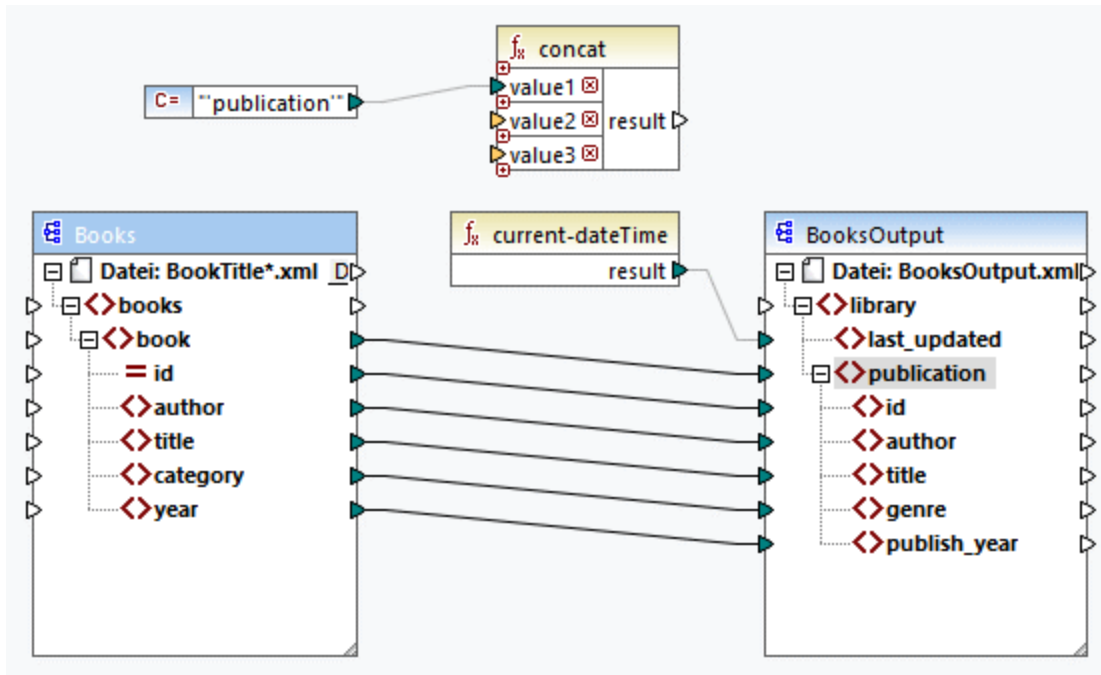 concat
C= "'publication'"
value1
value2 result
value3
Books
Datei: BookTitle*.xml D
books
book
id
author
title
category
year
current-dateTime
result
BooksOutput
Datei: BooksOutput.xml
library
last_updated
publication
id
author
title
genre
publish_year